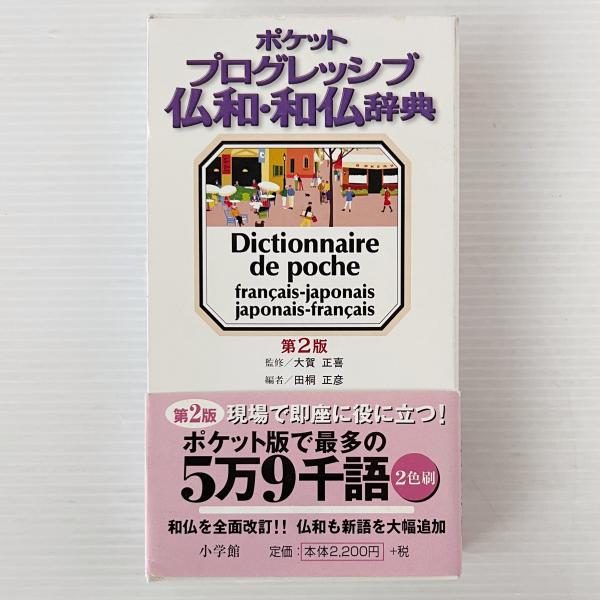 ポケット
プログレッシブ
仏和・和仏辞典
BAKERY
Dictionnaire
de poche
français-japonais
japonais-français
第2版
監修／大賀 正喜
編者／田桐 正彦
第2版 現場で即座に役に立つ!
ポケット版で最多の
5万9千語 2色刷
和仏を全面改訂!! 仏和も新語を大幅追加
小学館 定価：本体2,200円 +税